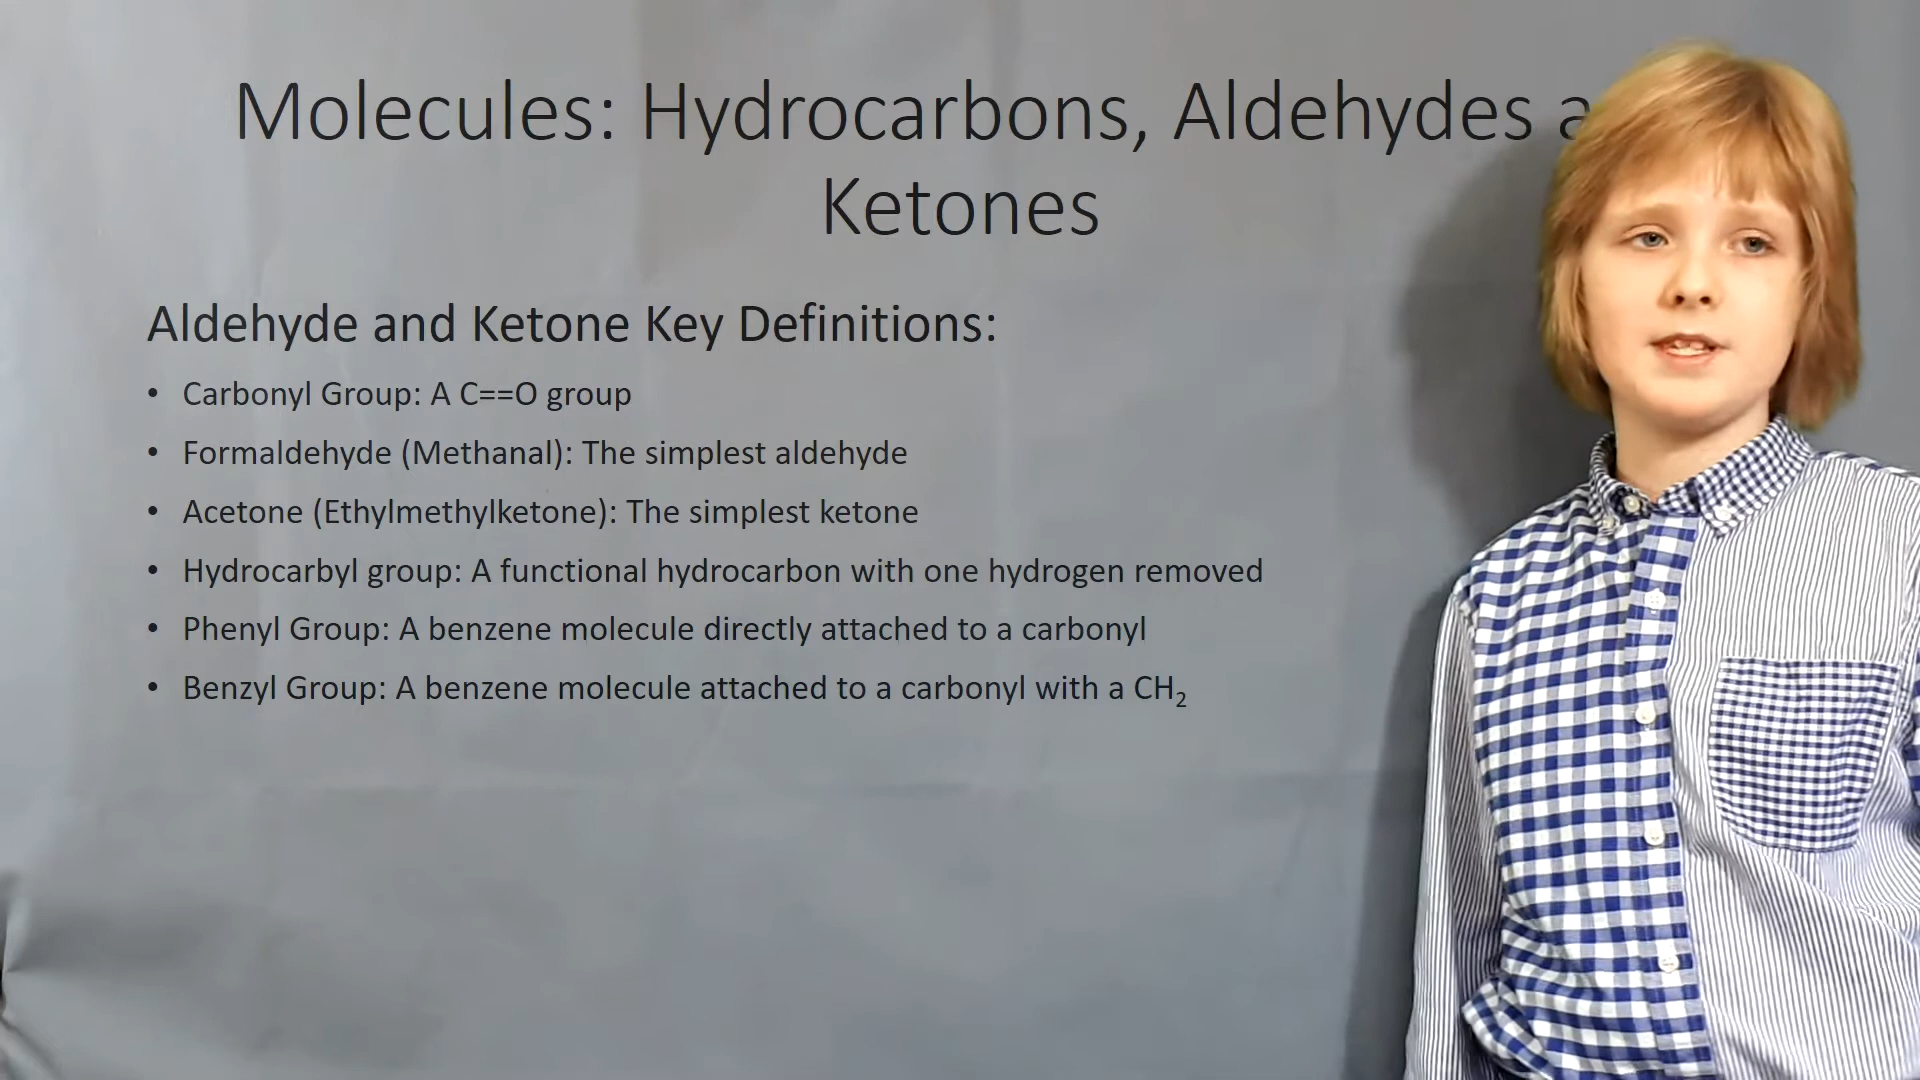 Molecules: Hydrocarbons, Aldehydes
Ketones
Aldehyde and Ketone Key Definitions:
• Carbonyl Group: A C==O group
• Formaldehyde (Methanal): The simplest aldehyde
• Acetone (Ethylmethylketone): The simplest ketone
• Hydrocarbyl group: A functional hydrocarbon with one hydrogen removed
• Phenyl Group: A benzene molecule directly attached to a carbonyl
• Benzyl Group: A benzene molecule attached to a carbonyl with a CH₂